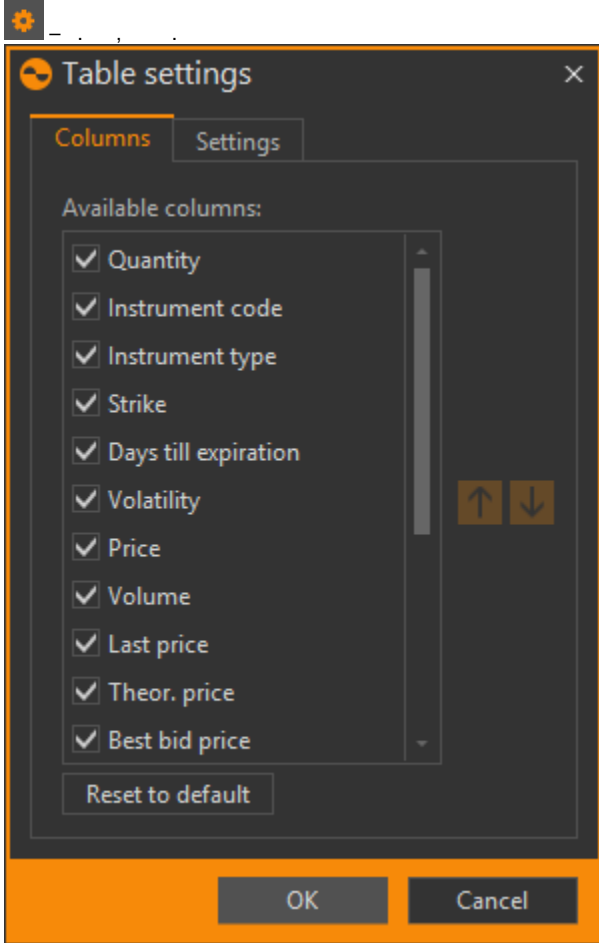 – . , .
Table settings
Columns Settings
Available columns:
Quantity
Instrument code
Instrument type
Strike
Days till expiration
Volatility
Price
Volume
Last price
Theor. price
Best bid price
Reset to default
OK Cancel